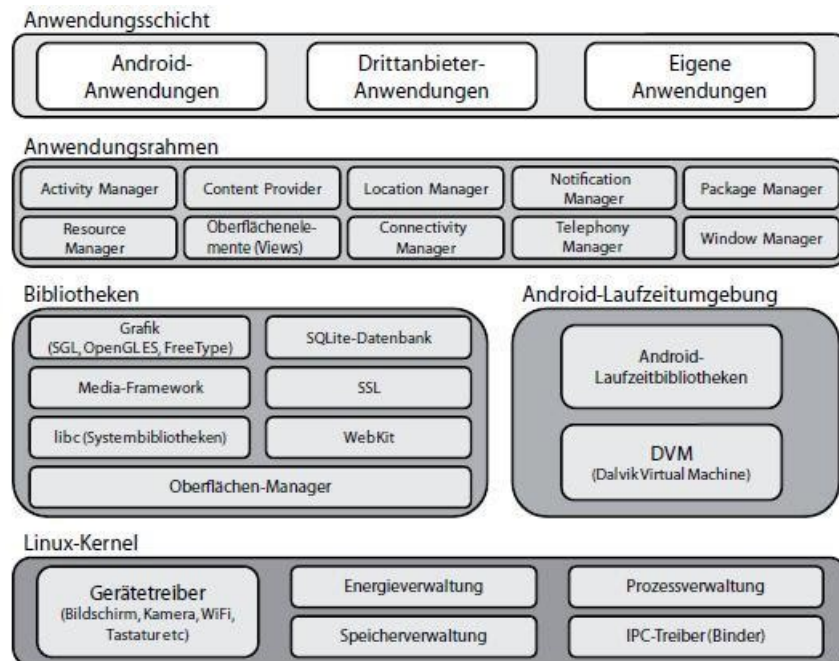 Anwendungsschicht
Android-
Anwendungen
Drittanbieter-
Anwendungen
Eigene
Anwendungen
Anwendungsrahmen
Activity Manager
Content Provider
Location Manager
Notification
Manager
Package Manager
Resource
Manager
Oberflächenele-
mente (Views)
Connectivity
Manager
Telephony
Manager
Window Manager
Bibliotheken
Grafik
(SGL, OpenGL ES, FreeType)
SQLite-Datenbank
Media-Framework
SSL
libc (Systembibliotheken)
WebKit
Oberflächen-Manager
Android-Laufzeitumgebung
Android-
Laufzeitbibliotheken
DVM
(Dalvik Virtual Machine)
Linux-Kernel
Gerätetreiber
(Bildschirm, Kamera, WiFi,
Tastatur etc)
Energieverwaltung
Prozessverwaltung
Speicherverwaltung
IPC-Treiber (Binder)